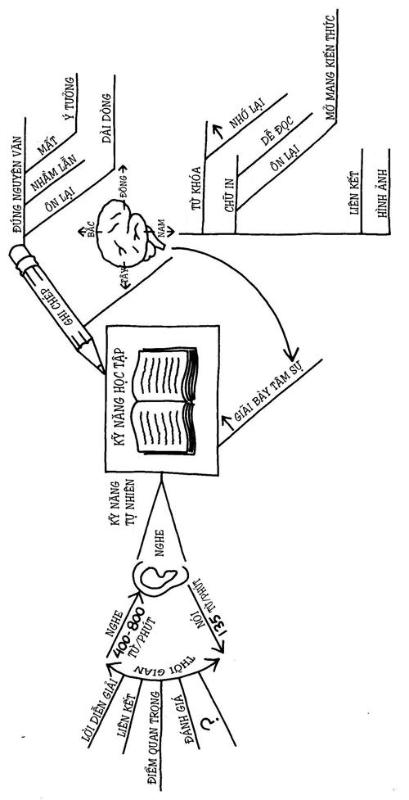 KỸ NĂNG HỌC TẬP
KỸ NĂNG
TỰ NHIÊN
NGHE
NGHE
400-800
TỪ/PHÚT
NÓI
135
TỪ/PHÚT
THỜI GIAN
LỜI DIỄN GIẢI
LIÊN KẾT
ĐIỂM QUAN TRỌNG
ĐÁNH GIÁ
?
GHI CHÉP
ĐÚNG NGUYÊN VĂN
MẤT
Ý TƯỞNG
NHẦM LẪN
ÔN LẠI
DÀI DÒNG
BẮC
ĐÔNG
TÂY
NAM
TỪ KHÓA
NHỚ LẠI
CHỮ IN
DỄ ĐỌC
ÔN LẠI
MỞ MANG KIẾN THỨC
LIÊN KẾT
HÌNH ẢNH
GIÃI BÀY TÂM SỰ